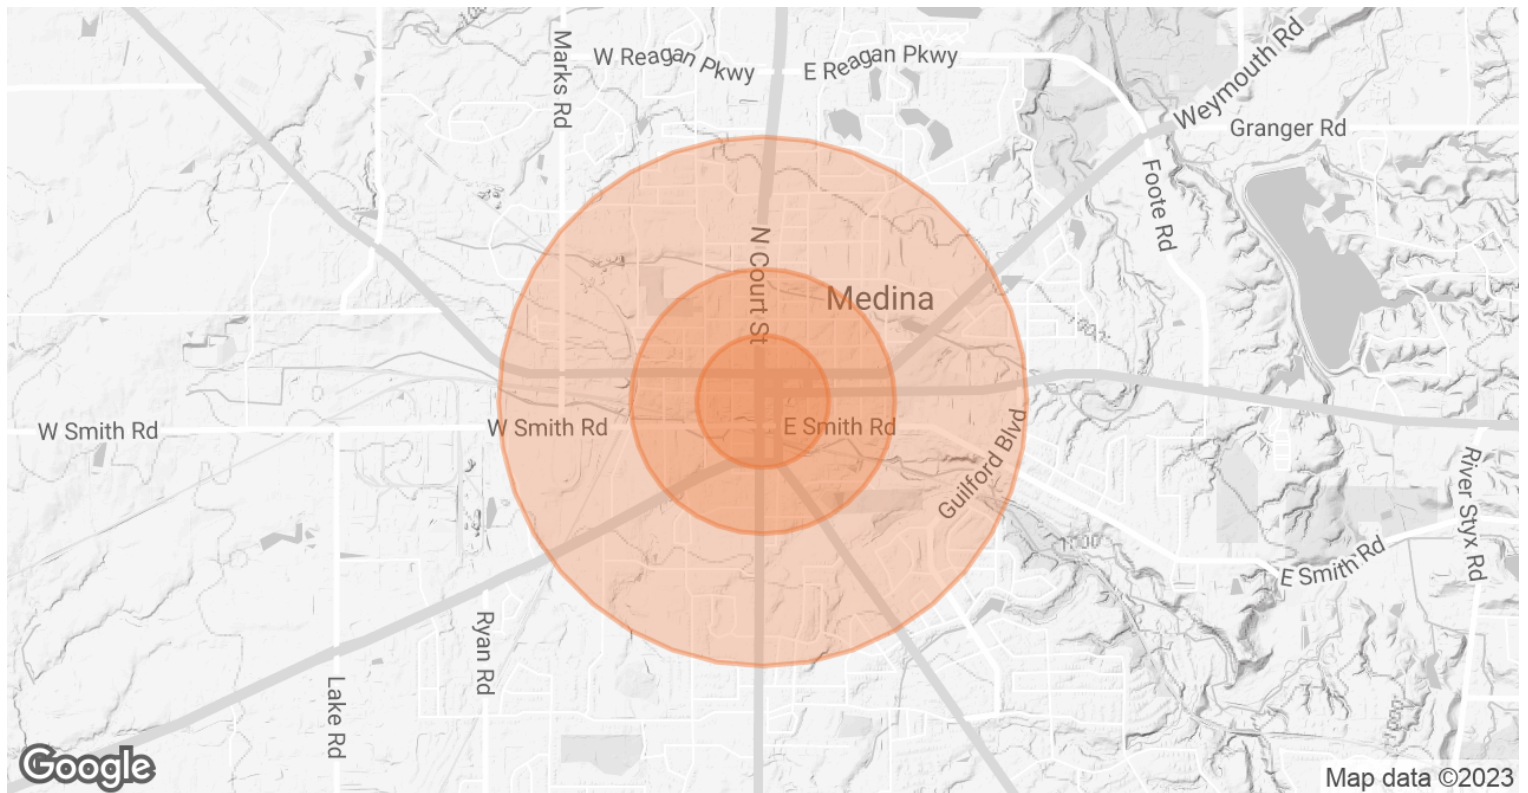 Marks Rd
W Reagan Pkwy
E Reagan Pkwy
Weymouth Rd
Granger Rd
Foote Rd
N Court St
Medina
W Smith Rd
W Smith Rd
E Smith Rd
Guilford Blvd
River Styx Rd
1000
E Smith Rd
Ryan Rd
Lake Rd
Google
Map data ©2023